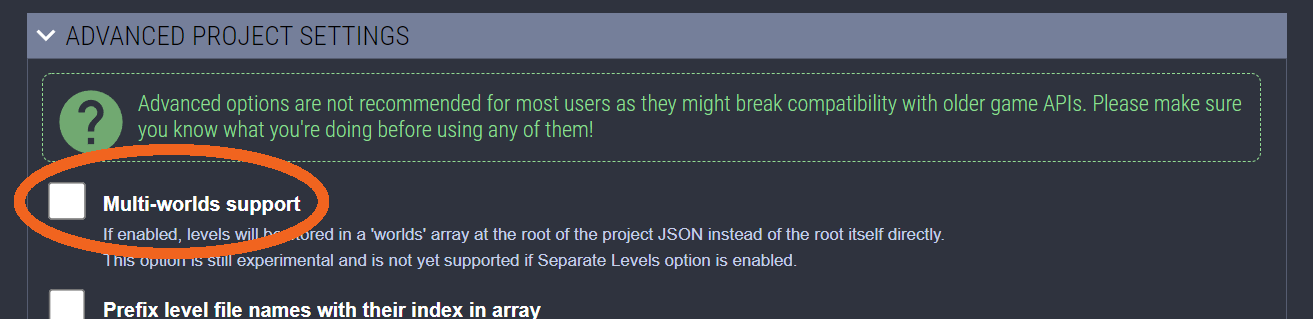 ADVANCED PROJECT SETTINGS
?
Advanced options are not recommended for most users as they might break compatibility with older game APIs. Please make sure
you know what you're doing before using any of them!
Multi-worlds support
If enabled, levels will be stored in a 'worlds' array at the root of the project JSON instead of the root itself directly.
This option is still experimental and is not yet supported if Separate Levels option is enabled.
Prefix level file names with their index in array